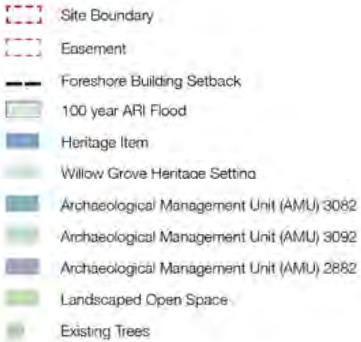 Site Boundary
Easement
Foreshore Building Setback
100 year ARI Flood
Heritage Item
Willow Grove Heritage Setting
Archaeological Management Unit (AMU) 3082
Archaeological Management Unit (AMU) 3092
Archaeological Management Unit (AMU) 2882
Landscaped Open Space
Existing Trees